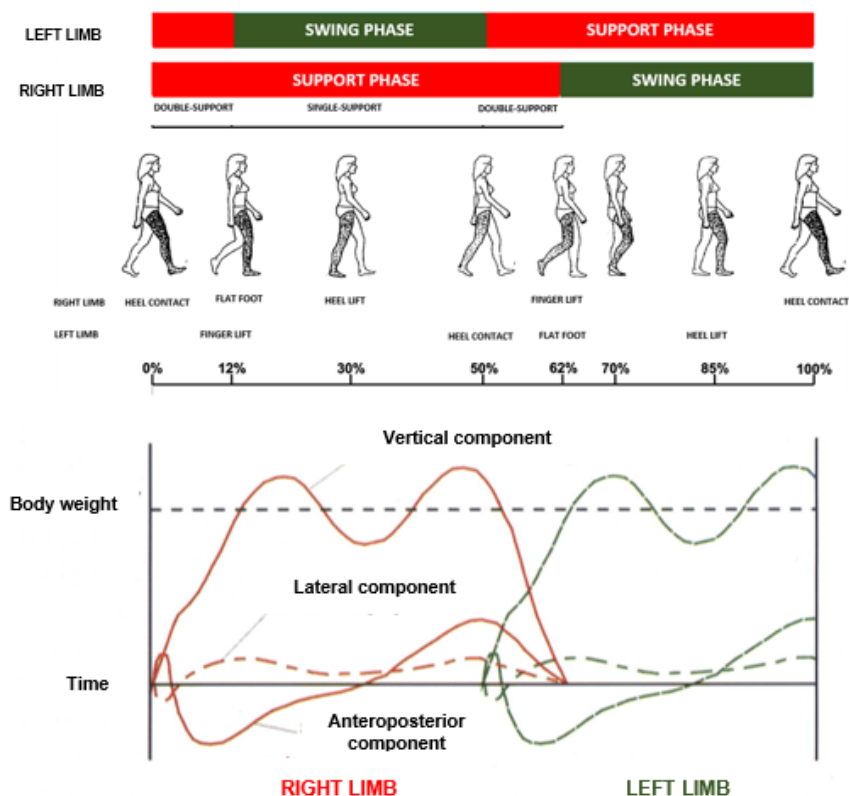 LEFT LIMB SWING PHASE SUPPORT PHASE
RIGHT LIMB SUPPORT PHASE SWING PHASE
DOUBLE-SUPPORT SINGLE-SUPPORT DOUBLE-SUPPORT
RIGHT LIMB HEEL CONTACT FLAT FOOT HEEL LIFT FINGER LIFT HEEL CONTACT
LEFT LIMB FINGER LIFT HEEL CONTACT FLAT FOOT HEEL LIFT
0% 12% 30% 50% 62% 70% 85% 100%
Vertical component
Body weight
Lateral component
Time
Anteroposterior
component
RIGHT LIMB LEFT LIMB